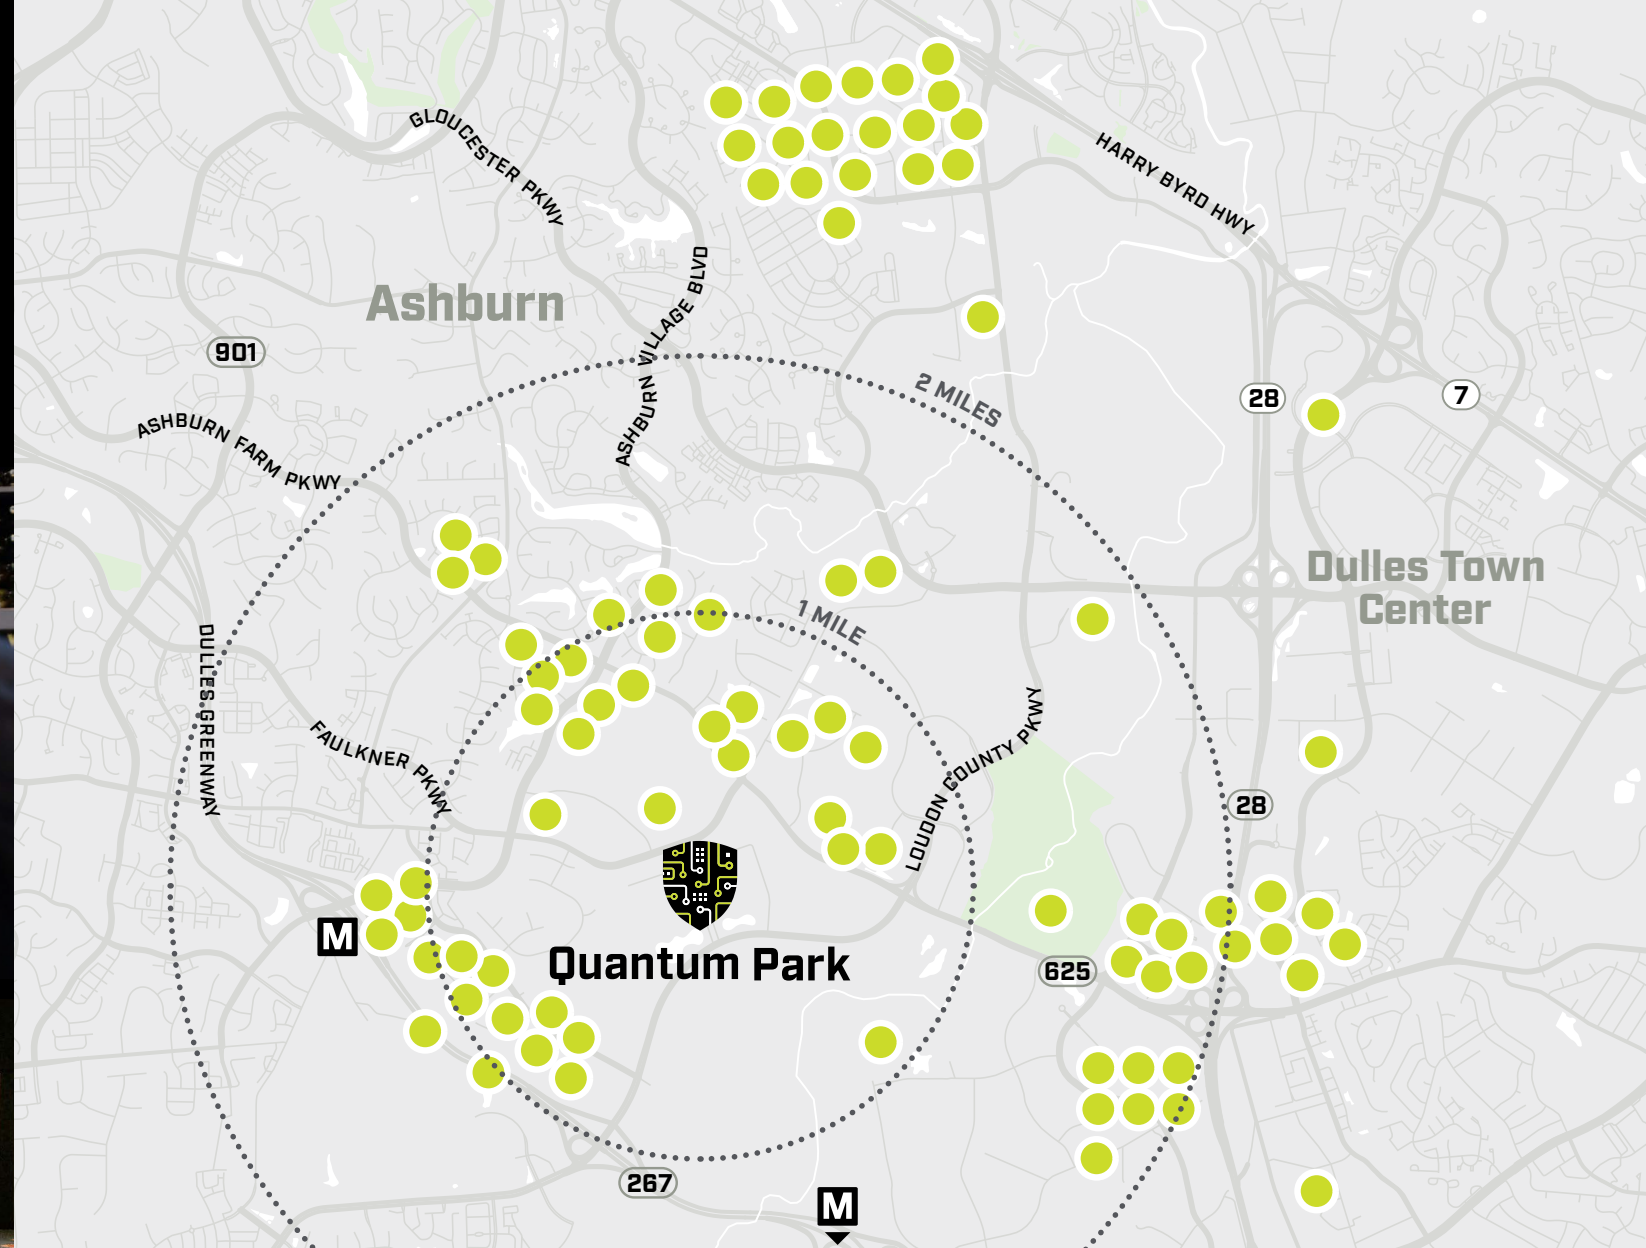 GLOUCESTER PKWY
HARRY BYRD HWY
ASHBURN VILLAGE BLVD
Ashburn
901
2 MILES
28
7
ASHBURN FARM PKWY
Dulles Town
Center
1 MILE
DULLES GREENWAY
FAULKNER PKWY
LOUDON COUNTY PKWY
28
M
Quantum Park
625
267
M